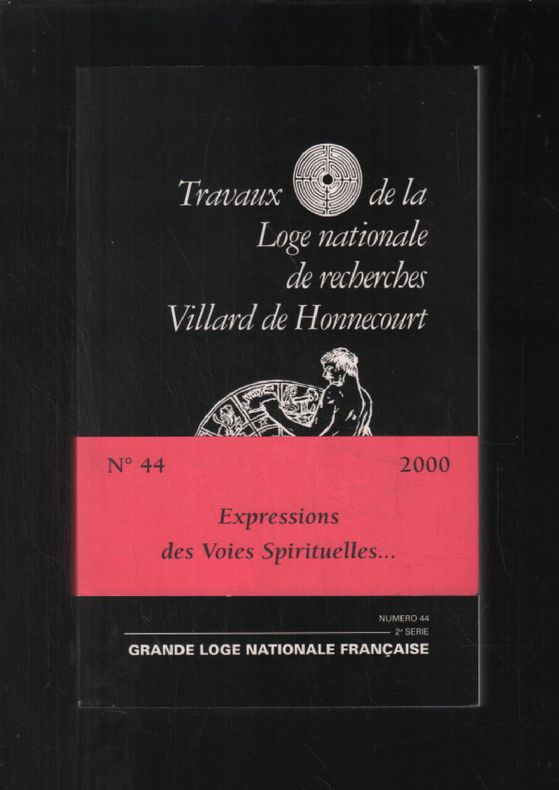 Travaux de la
Loge nationale
de recherches
Villard de Honnecourt
N° 44 2000
Expressions
des Voies Spirituelles...
NUMERO 44
2e SERIE
GRANDE LOGE NATIONALE FRANÇAISE